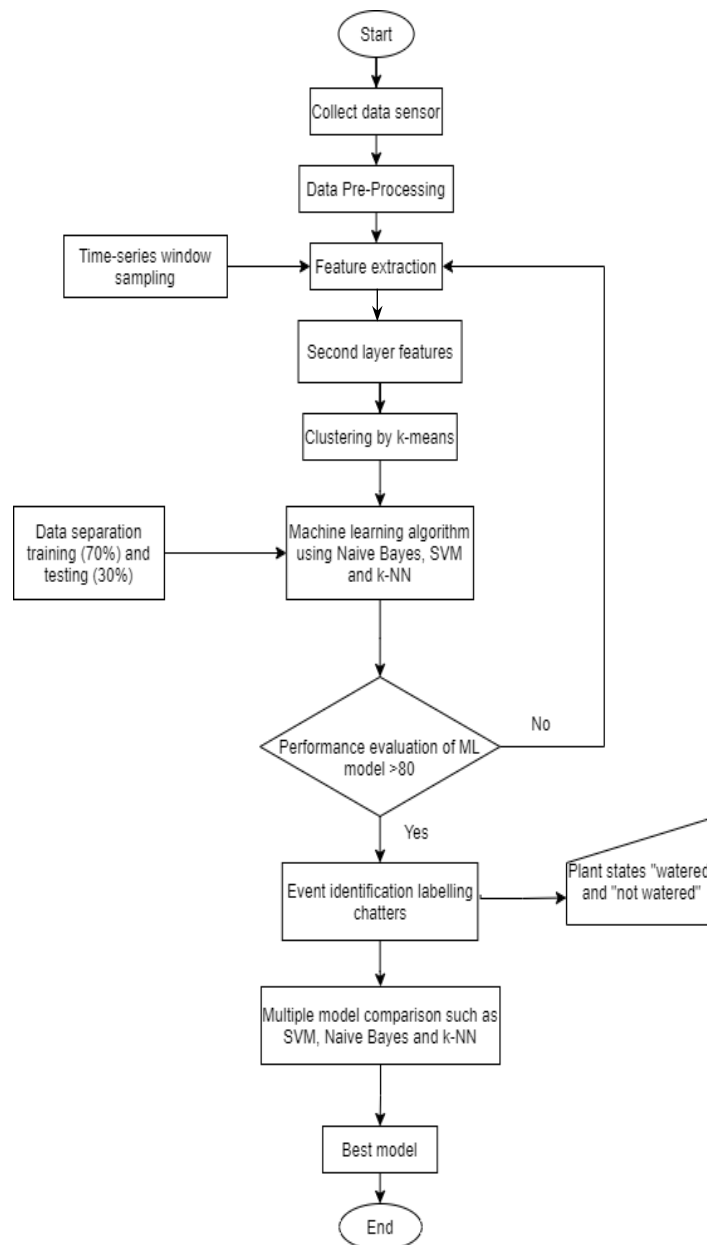 Start
Collect data sensor
Data Pre-Processing
Time-series window
sampling
Feature extraction
Second layer features
Clustering by k-means
Data separation
training (70%) and
testing (30%)
Machine learning algorithm
using Naive Bayes, SVM
and k-NN
Performance evaluation of ML
model >80
No
Yes
Event identification labelling
chatters
Plant states "watered
and "not watered"
Multiple model comparison such as
SVM, Naive Bayes and k-NN
Best model
End